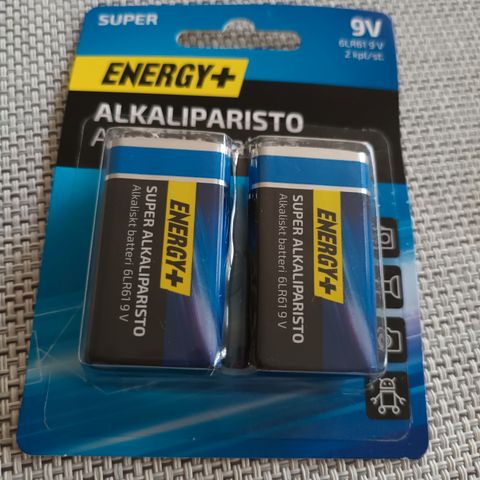 SUPER
9V
6LR61 9 V
2 kpl/st.
ENERGY+
ALKALIPARISTO
ENERGY+
SUPER ALKALIPARISTO
Alkaliskt batteri 6LR61 9 V
ENERGY+
SUPER ALKALIPARISTO
Alkaliskt batteri 6LR61 9 V